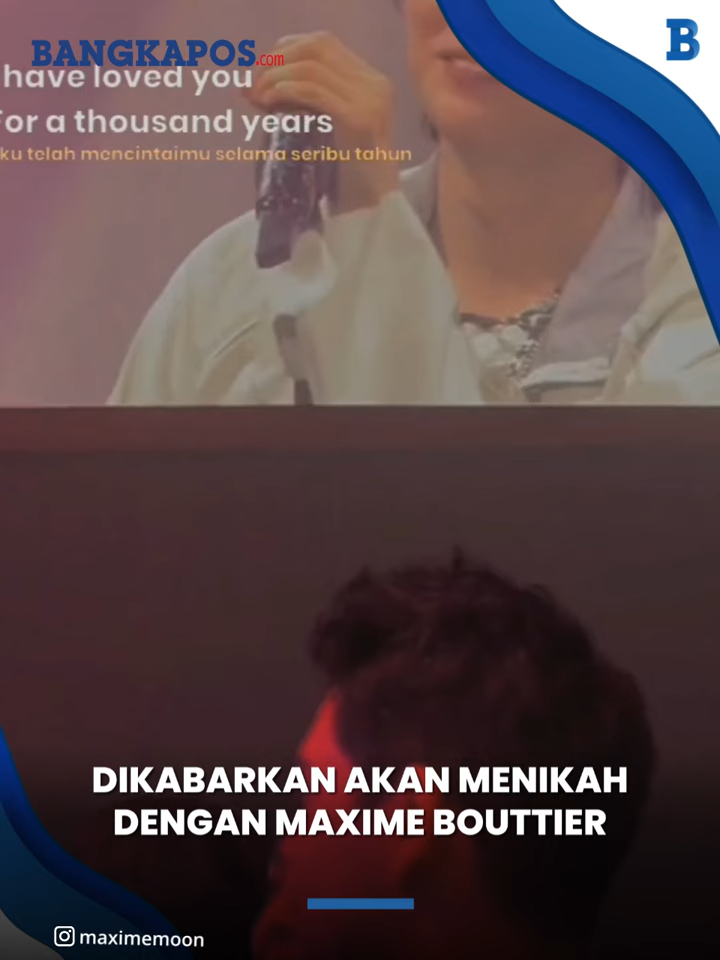 BANGKAPOS.com
B
have loved you
For a thousand years
ku telah mencintaimu selama seribu tahun
DIKABARKAN AKAN MENIKAH
DENGAN MAXIME BOUTTIER
maximemoon